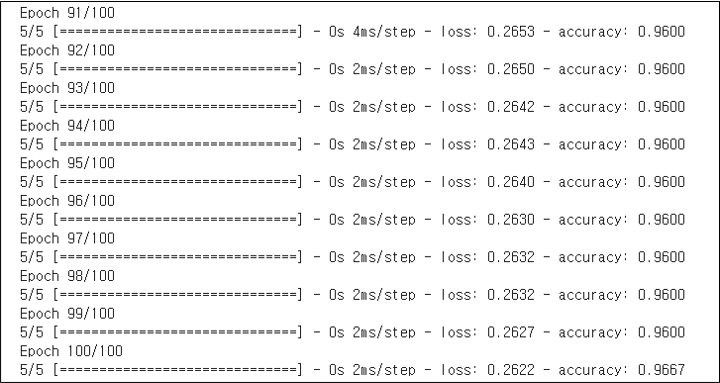 Epoch 91/100
5/5 [==============================] - 0s 4ms/step - loss: 0.2653 - accuracy: 0.9600
Epoch 92/100
5/5 [==============================] - 0s 2ms/step - loss: 0.2650 - accuracy: 0.9600
Epoch 93/100
5/5 [==============================] - 0s 2ms/step - loss: 0.2642 - accuracy: 0.9600
Epoch 94/100
5/5 [==============================] - 0s 2ms/step - loss: 0.2643 - accuracy: 0.9600
Epoch 95/100
5/5 [==============================] - 0s 2ms/step - loss: 0.2640 - accuracy: 0.9600
Epoch 96/100
5/5 [==============================] - 0s 2ms/step - loss: 0.2630 - accuracy: 0.9600
Epoch 97/100
5/5 [==============================] - 0s 2ms/step - loss: 0.2632 - accuracy: 0.9600
Epoch 98/100
5/5 [==============================] - 0s 2ms/step - loss: 0.2632 - accuracy: 0.9600
Epoch 99/100
5/5 [==============================] - 0s 2ms/step - loss: 0.2627 - accuracy: 0.9600
Epoch 100/100
5/5 [==============================] - 0s 2ms/step - loss: 0.2622 - accuracy: 0.9667